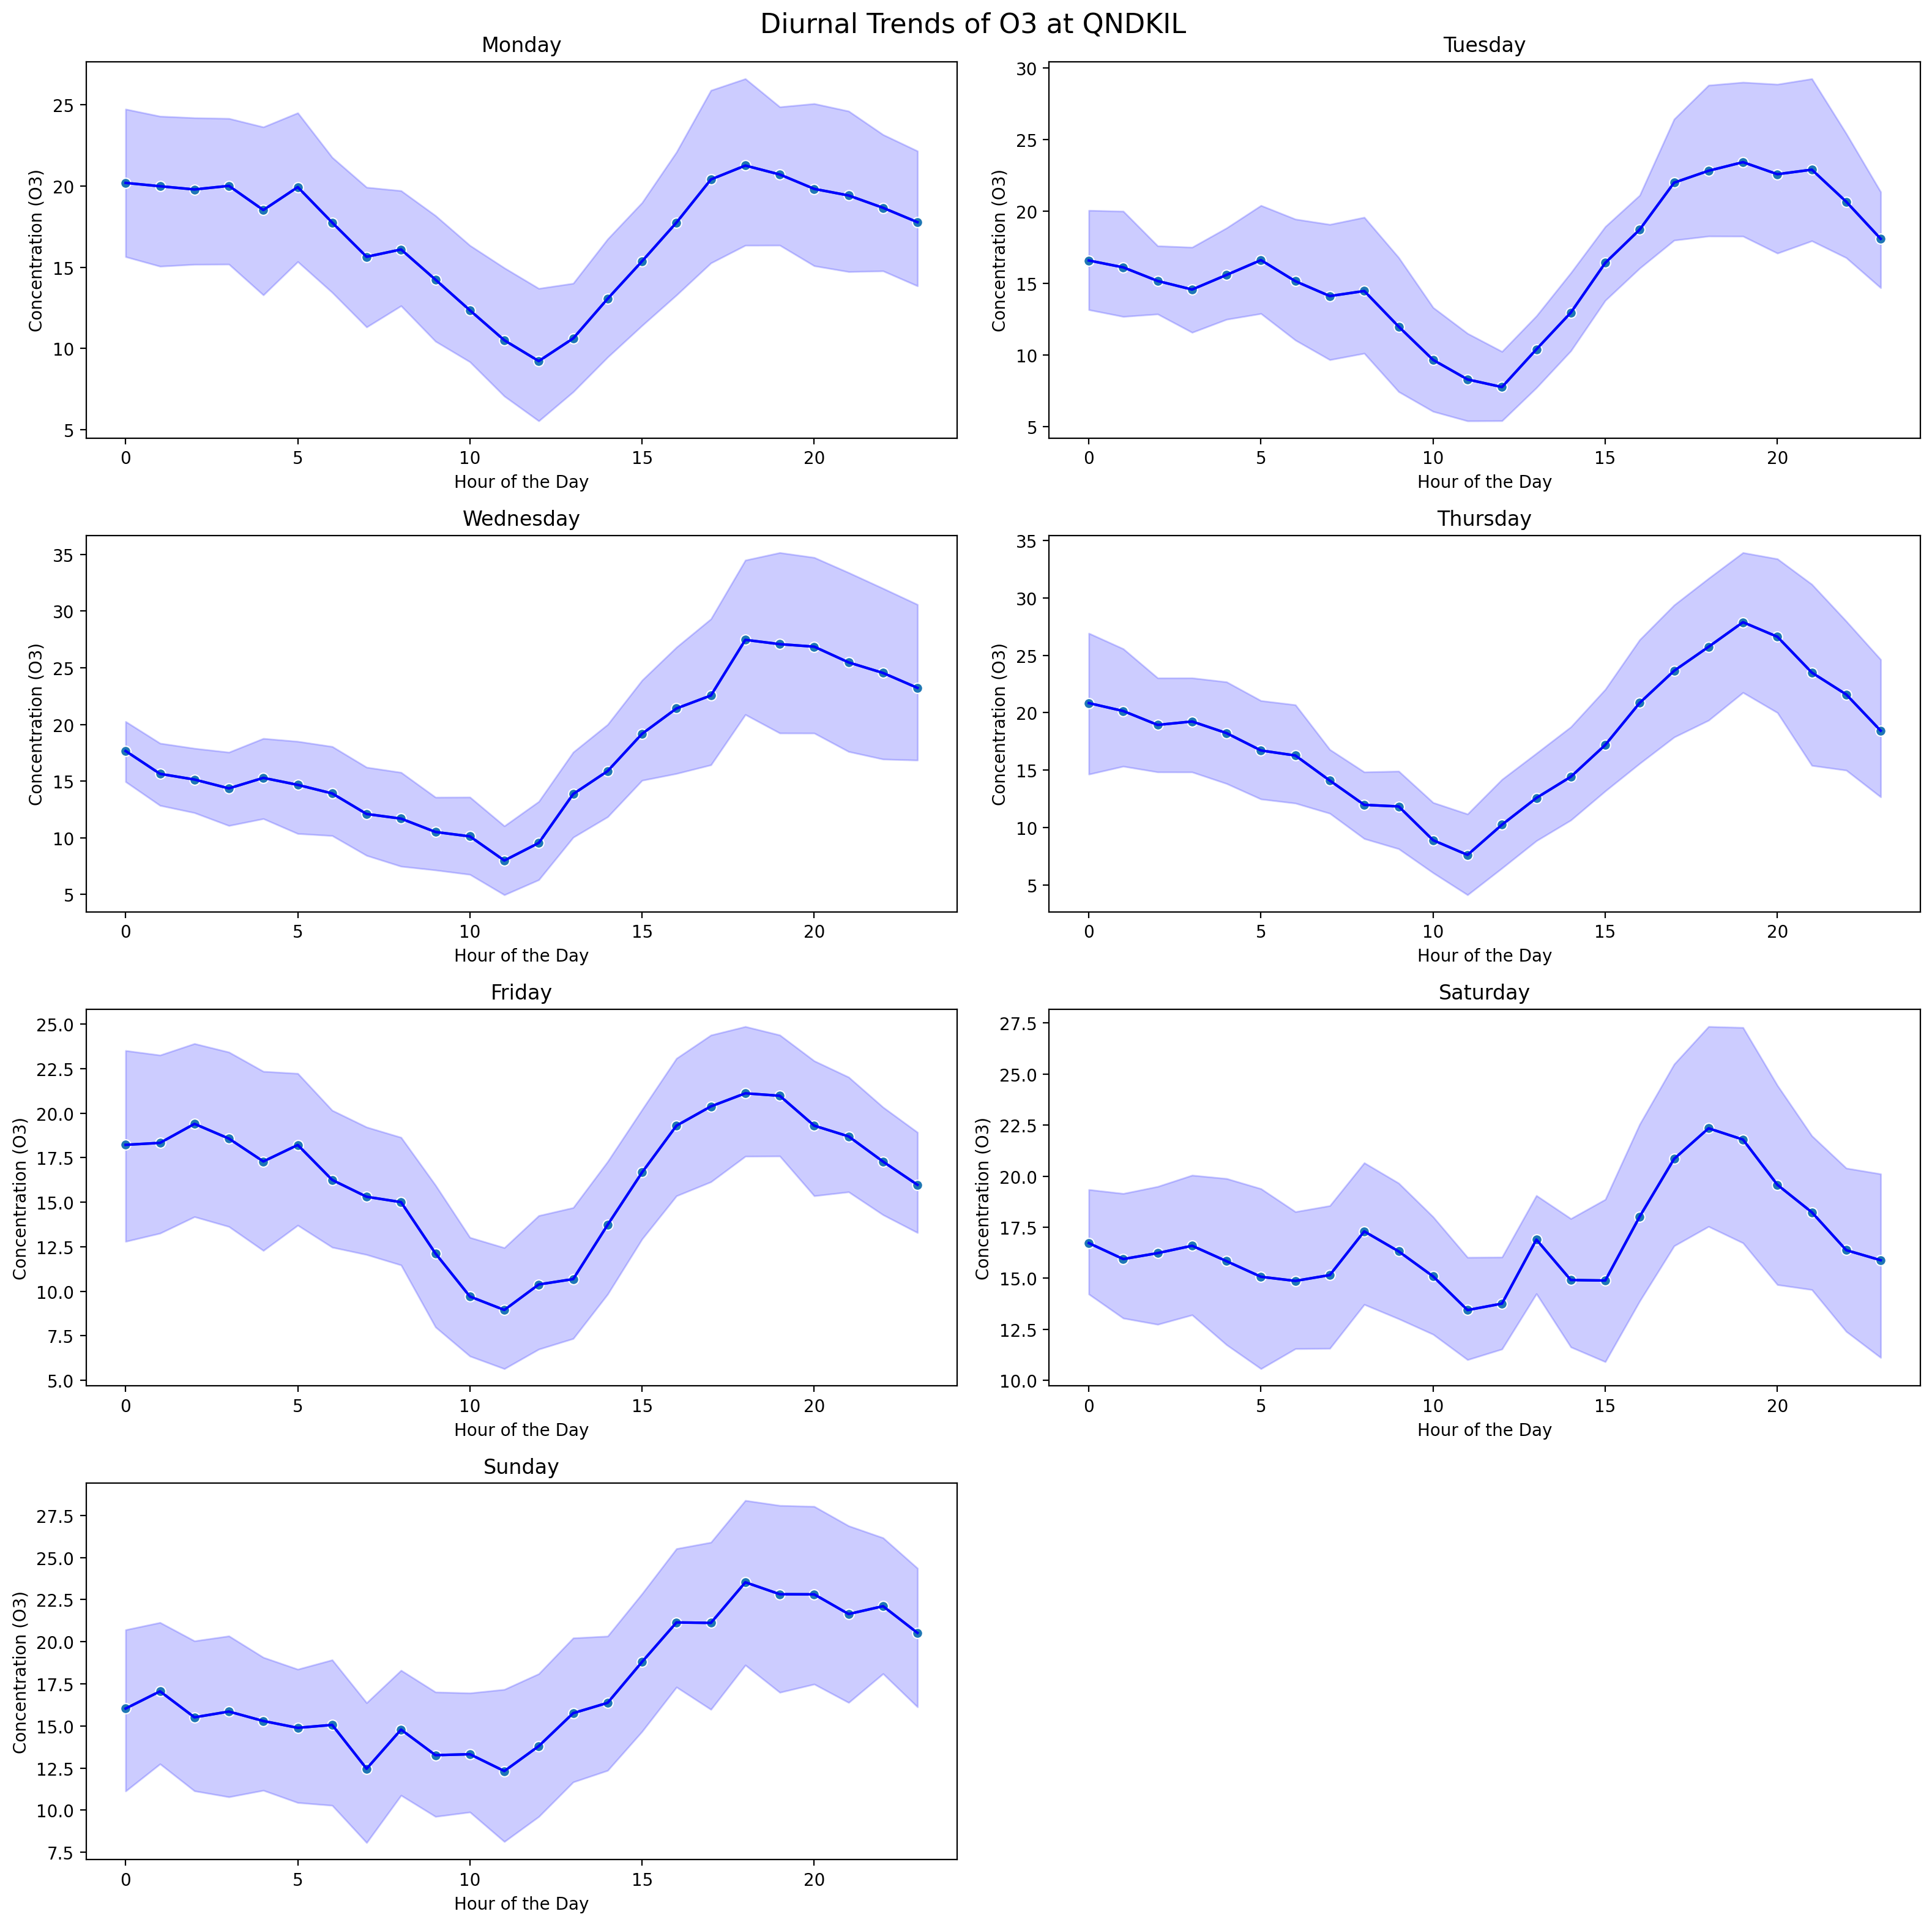 Diurnal Trends of O3 at QNDKIL
Monday
Concentration (O3)
25
20
15
10
5
0 5 10 15 20
Hour of the Day
Tuesday
Concentration (O3)
30
25
20
15
10
5
0 5 10 15 20
Hour of the Day
Wednesday
Concentration (O3)
35
30
25
20
15
10
5
0 5 10 15 20
Hour of the Day
Thursday
Concentration (O3)
35
30
25
20
15
10
5
0 5 10 15 20
Hour of the Day
Friday
Concentration (O3)
25.0
22.5
20.0
17.5
15.0
12.5
10.0
7.5
5.0
0 5 10 15 20
Hour of the Day
Saturday
Concentration (O3)
27.5
25.0
22.5
20.0
17.5
15.0
12.5
10.0
0 5 10 15 20
Hour of the Day
Sunday
Concentration (O3)
27.5
25.0
22.5
20.0
17.5
15.0
12.5
10.0
7.5
0 5 10 15 20
Hour of the Day